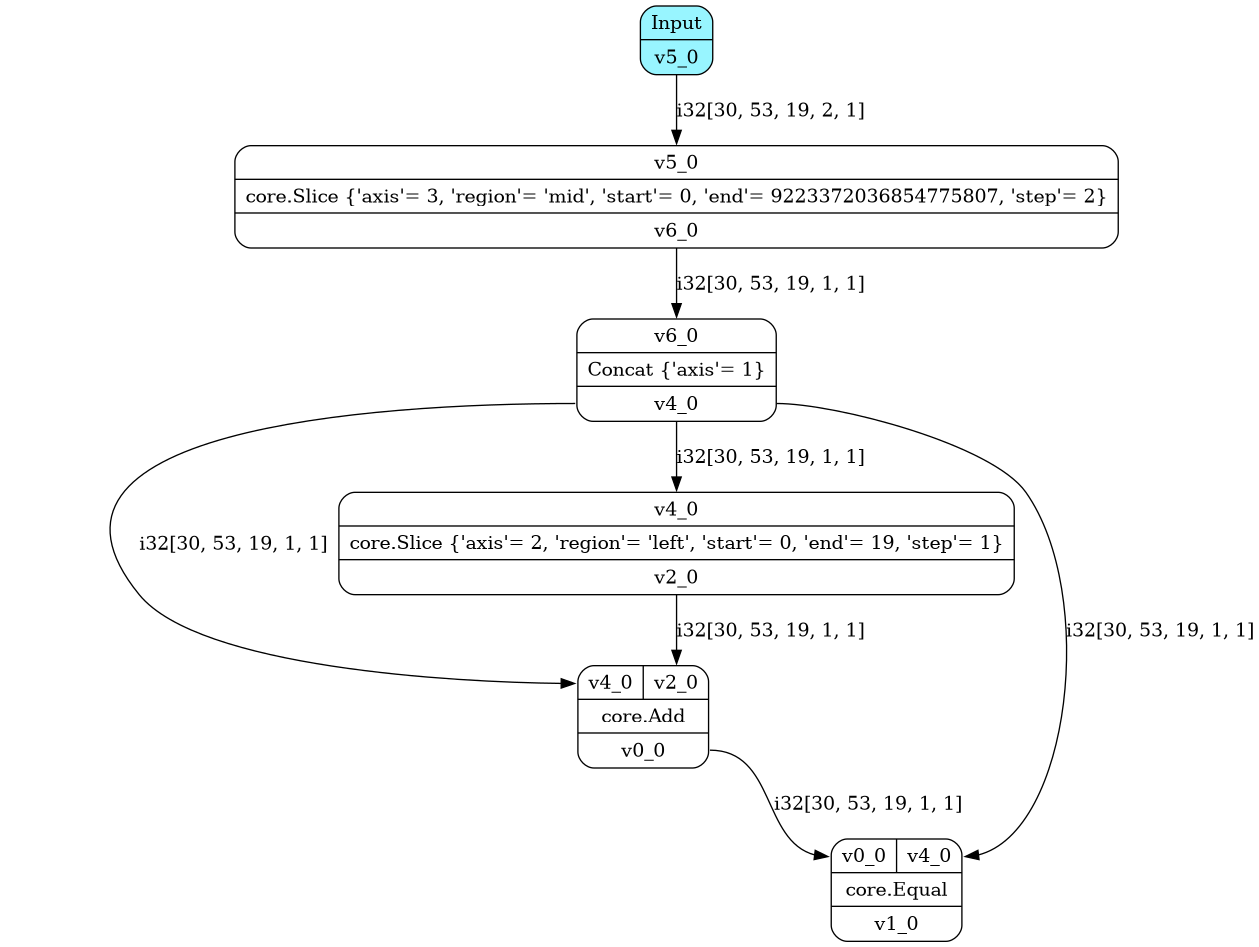 Input
v5_0
i32[30, 53, 19, 2, 1]
v5_0
core.Slice {'axis'= 3, 'region'= 'mid', 'start'= 0, 'end'= 9223372036854775807, 'step'= 2}
v6_0
i32[30, 53, 19, 1, 1]
v6_0
Concat {'axis'= 1}
v4_0
i32[30, 53, 19, 1, 1]
v4_0
i32[30, 53, 19, 1, 1]
core.Slice {'axis'= 2, 'region'= 'left', 'start'= 0, 'end'= 19, 'step'= 1}
v2_0
i32[30, 53, 19, 1, 1]
i32[30, 53, 19, 1, 1]
v4_0 v2_0
core.Add
v0_0
i32[30, 53, 19, 1, 1]
v0_0 v4_0
core.Equal
v1_0